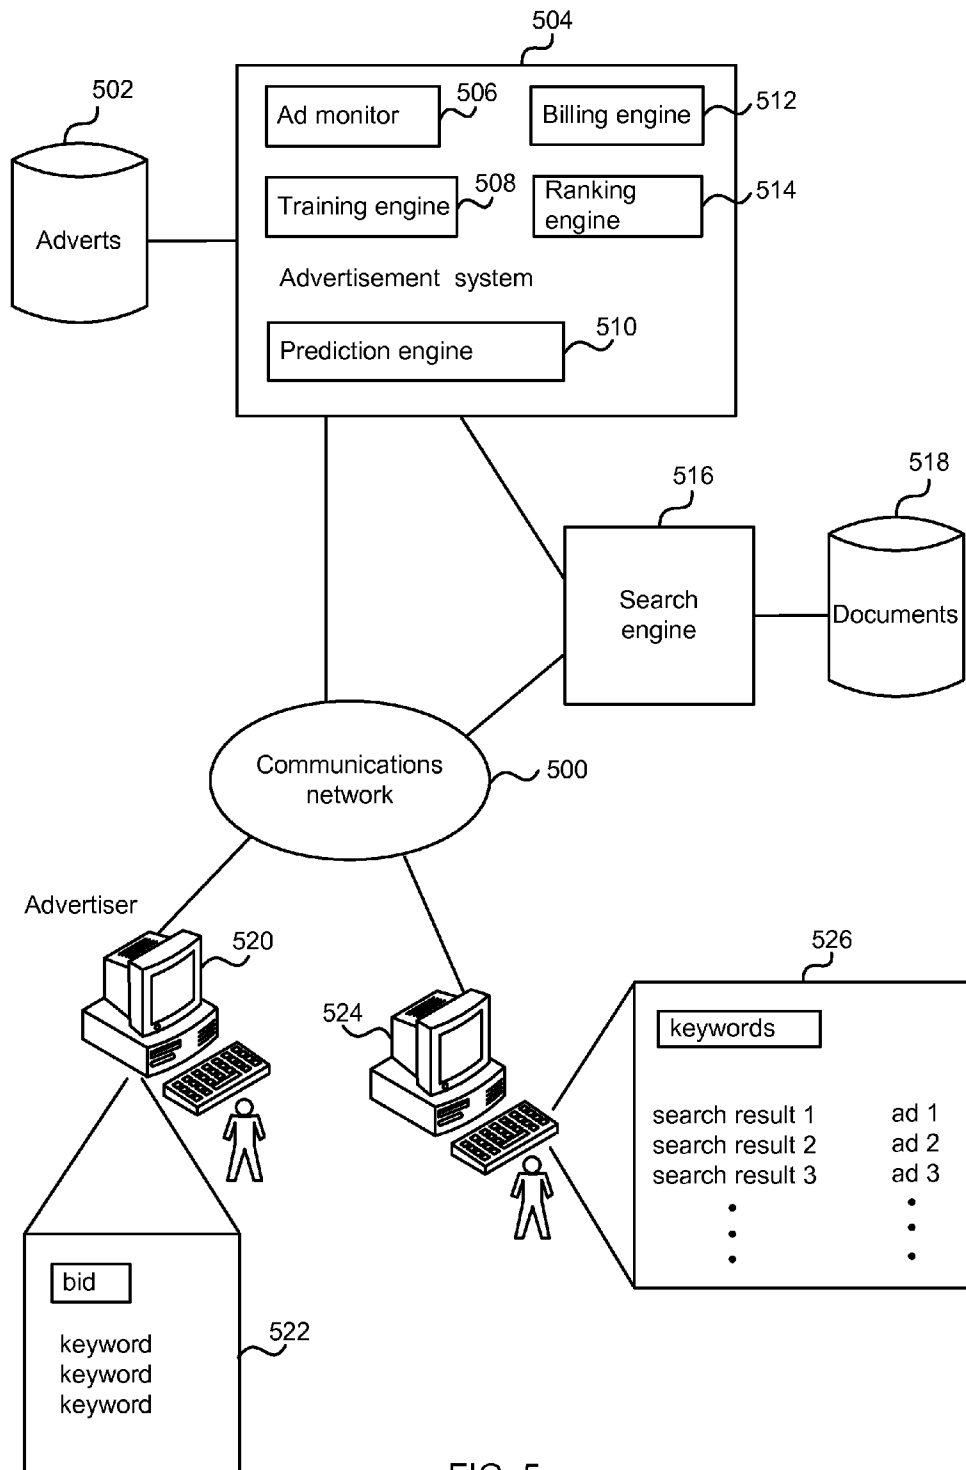 504
502
Ad monitor
506
Billing engine
512
Training engine
508
Ranking
engine
514
Adverts
Advertisement system
Prediction engine
510
516
518
Search
engine
Documents
Communications
network
500
Advertiser
520
524
526
keywords
search result 1 ad 1
search result 2 ad 2
search result 3 ad 3
bid
522
keyword
keyword
keyword
FIG. 5